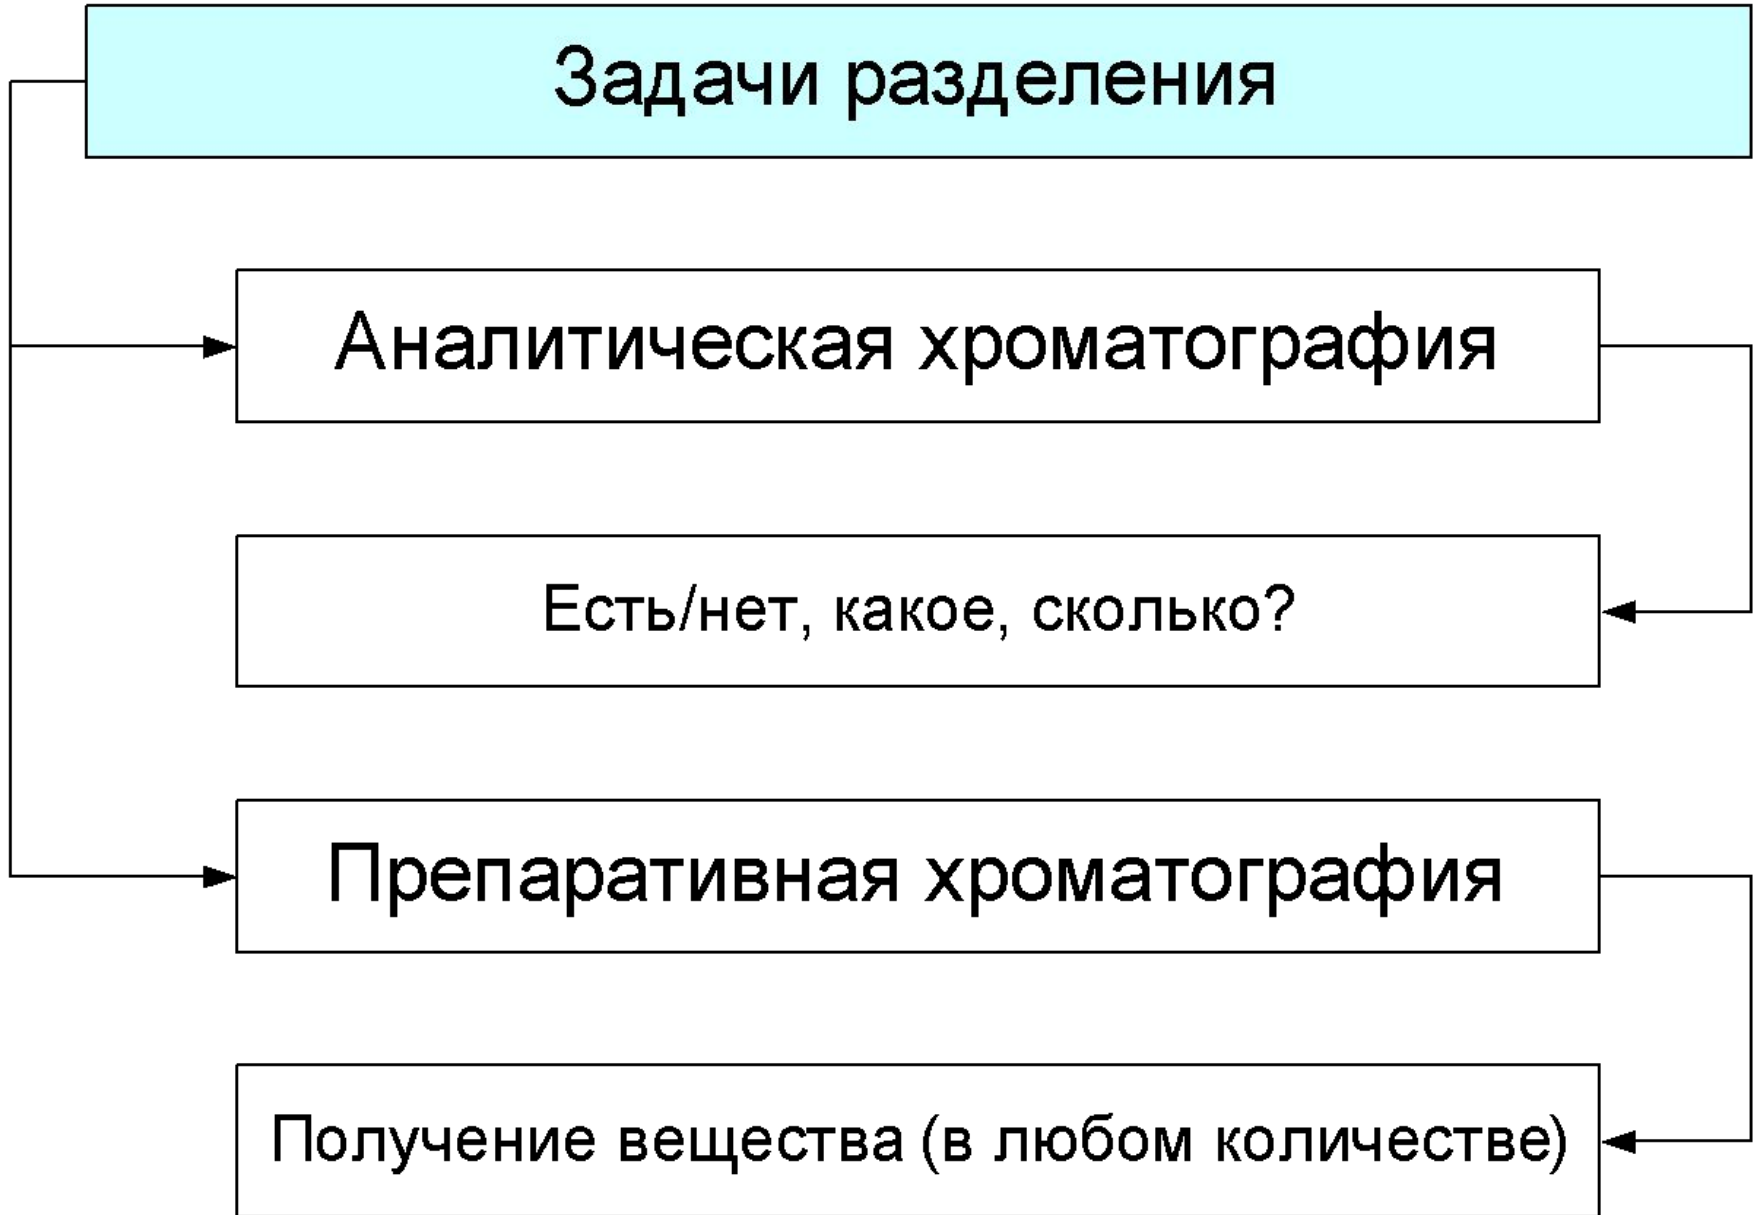 Задачи разделения
Аналитическая хроматография
Есть/нет, какое, сколько?
Препаративная хроматография
Получение вещества (в любом количестве)